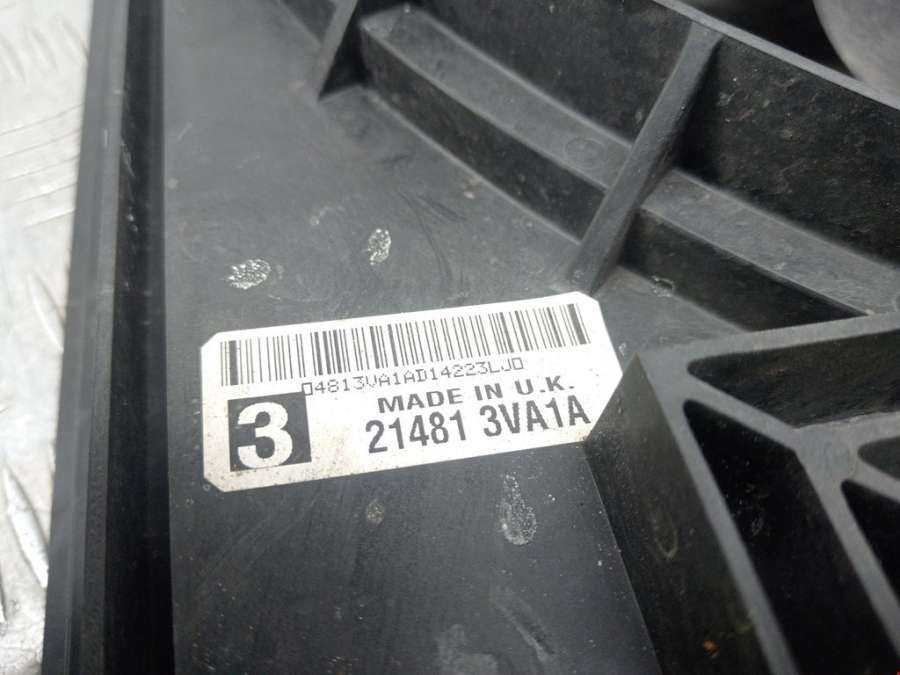 04813VA1AD14223LJ0
MADE IN U.K.
3
21481 3VA1A